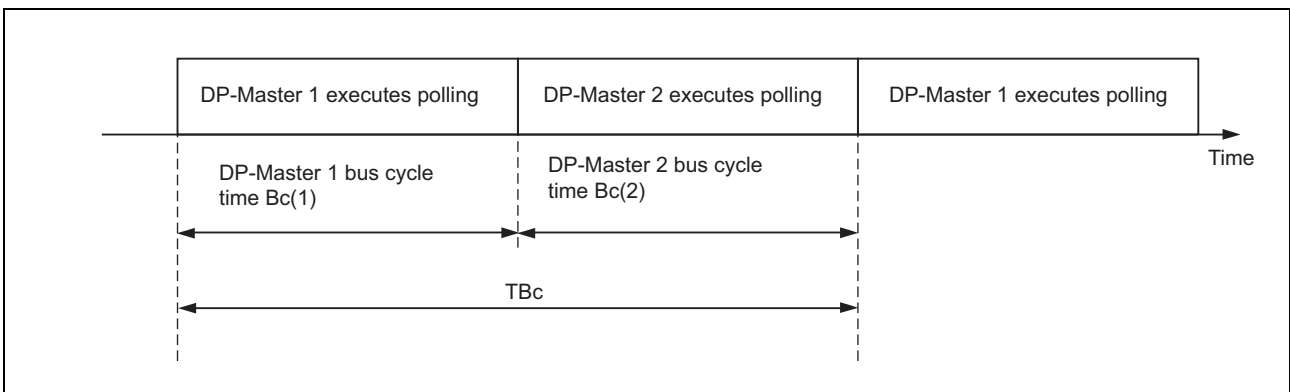 DP-Master 1 executes polling
DP-Master 2 executes polling
DP-Master 1 executes polling
Time
DP-Master 1 bus cycle
time Bc(1)
DP-Master 2 bus cycle
time Bc(2)
TBc